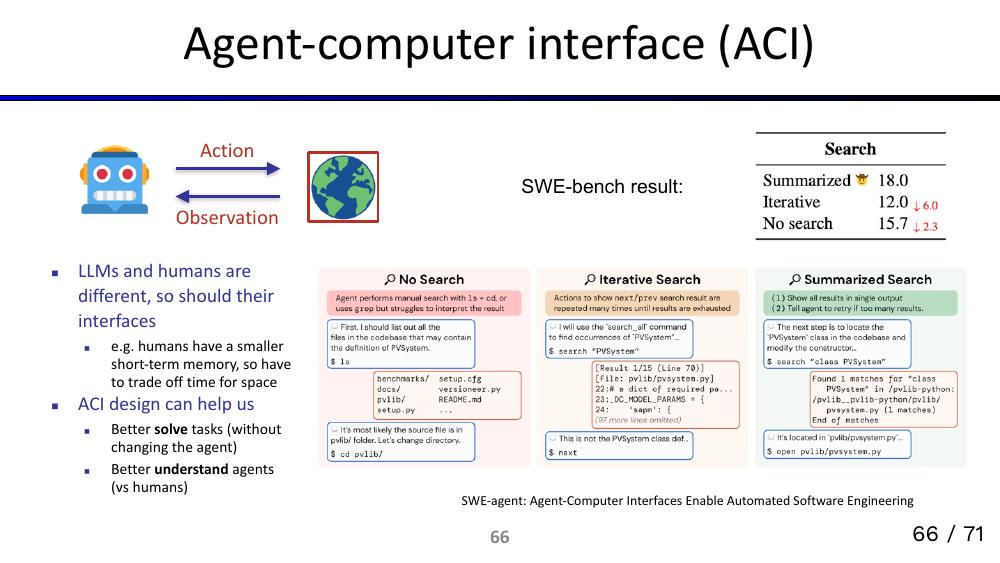 Agent-computer interface (ACI)
Action
Observation
SWE-bench result:
Search
Summarized 18.0
Iterative 12.0 ↓ 6.0
No search 15.7 ↓ 2.3
LLMs and humans are
different, so should their
interfaces
e.g. humans have a smaller
short-term memory, so have
to trade off time for space
ACI design can help us
Better solve tasks (without
changing the agent)
Better understand agents
(vs humans)
No Search
Agent performs manual search with ls + cd, or
uses grep but struggles to interpret the result
First, I should list out all the
files in the codebase that may contain
the definition of PVSystem.
$ ls
benchmarks/ setup.cfg
docs/ versioneer.py
pvlib/ README.md
setup.py ...
It's most likely the source file is in
pvlib/ folder. Let's change directory.
$ cd pvlib/
Iterative Search
Actions to show next/prev search result are
repeated many times until results are exhausted
I will use the `search_all` command
to find occurrences of `PVSystem`...
$ search "PVSystem"
[Result 1/15 (Line 70)]
[File: pvlib/pvsystem.py]
22:# a dict of required pa...
23:_DC_MODEL_PARAMS = {
24: 'sapm': {
(97 more lines omitted)
This is not the PVSystem class def...
$ next
Summarized Search
(1) Show all results in single output
(2) Tell agent to retry if too many results.
The next step is to locate the
`PVSystem` class in the codebase and
modify the constructor...
$ search "class PVSystem"
Found 1 matches for "class
PVSystem" in /pvlib-python:
/pvlib__pvlib-python/pvlib/
pvsystem.py (1 matches)
End of matches
It's located in `pvlib/pvsystem.py`...
$ open pvlib/pvsystem.py
SWE-agent: Agent-Computer Interfaces Enable Automated Software Engineering
66
66 / 71